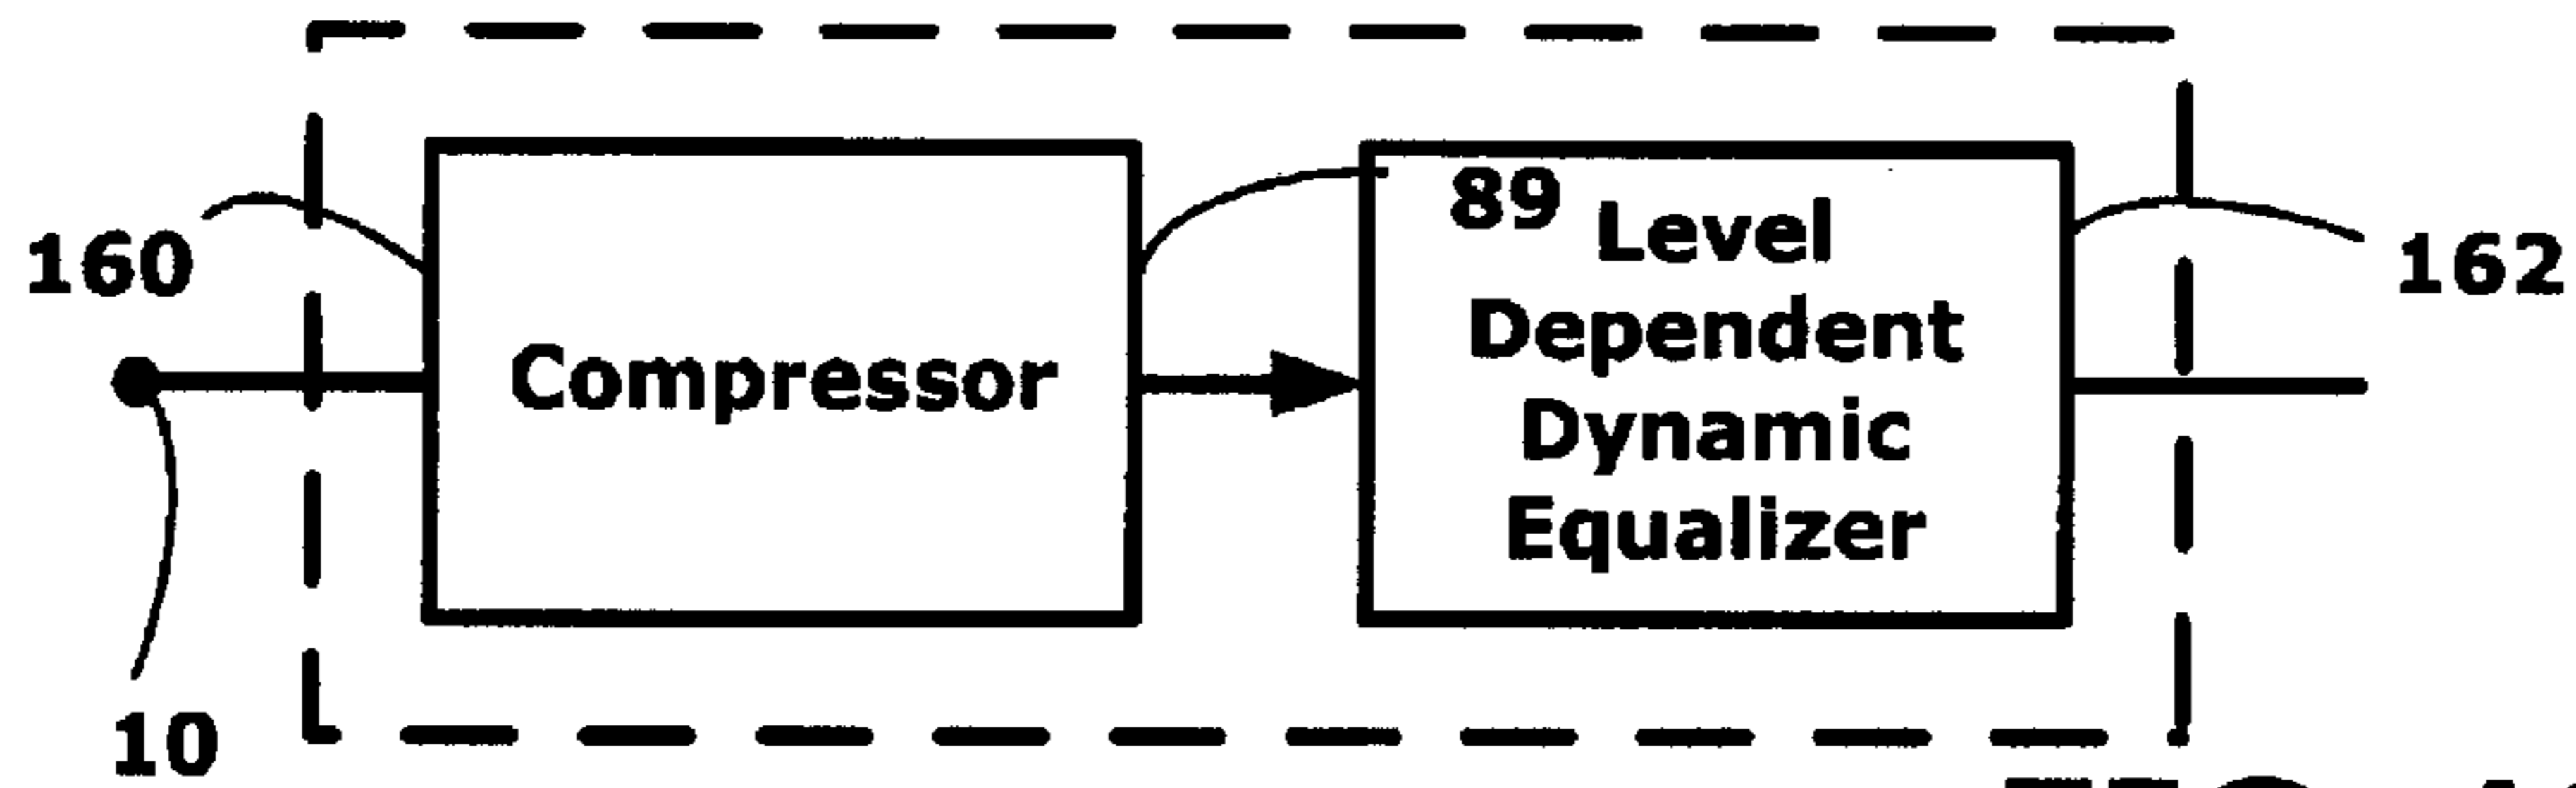 89
Level
160
162
Dependent
Compressor
Dynamic
Equalizer
10